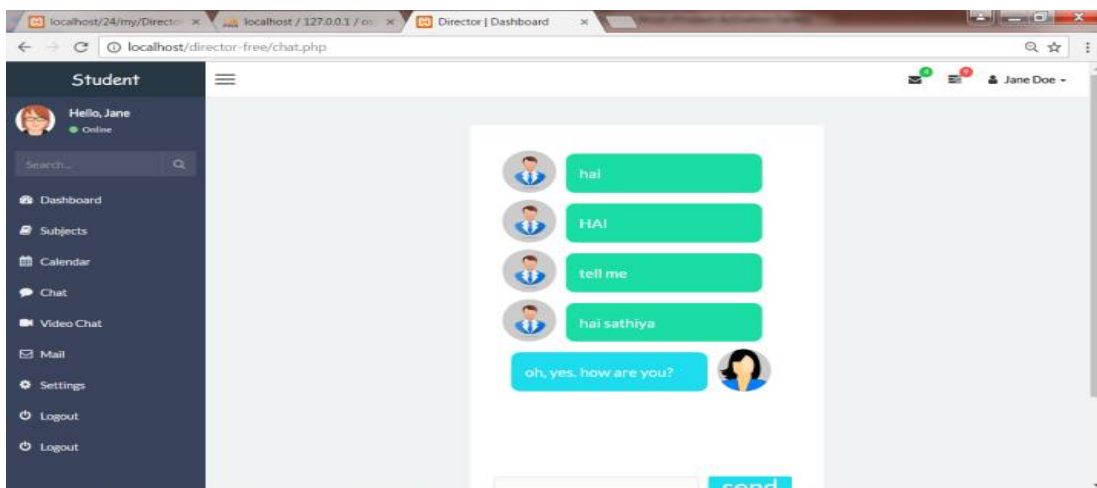 localhost/24/my/Directo
localhost / 127.0.0.1 /
Director | Dashboard
localhost/director-free/chat.php
Student
Jane Doe
Hello, Jane
Online
Search...
Dashboard
Subjects
Calendar
Chat
Video Chat
Mail
Settings
Logout
Logout
hai
HAI
tell me
hai sathiya
oh, yes. how are you?
send